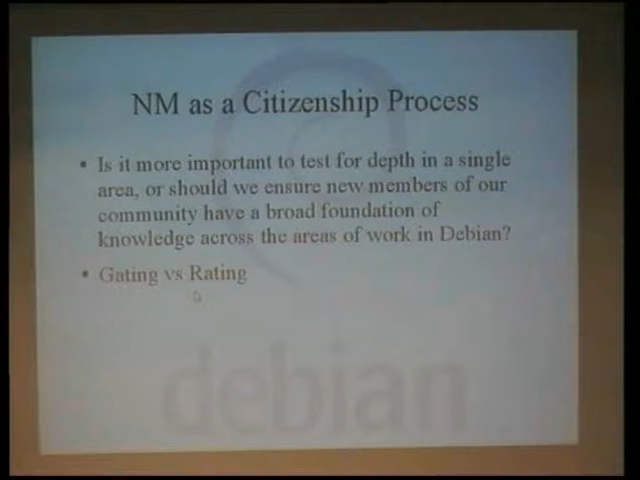 NM as a Citizenship Process
• Is it more important to test for depth in a single
area, or should we ensure new members of our
community have a broad foundation of
knowledge across the areas of work in Debian?
• Gating vs Rating
debian